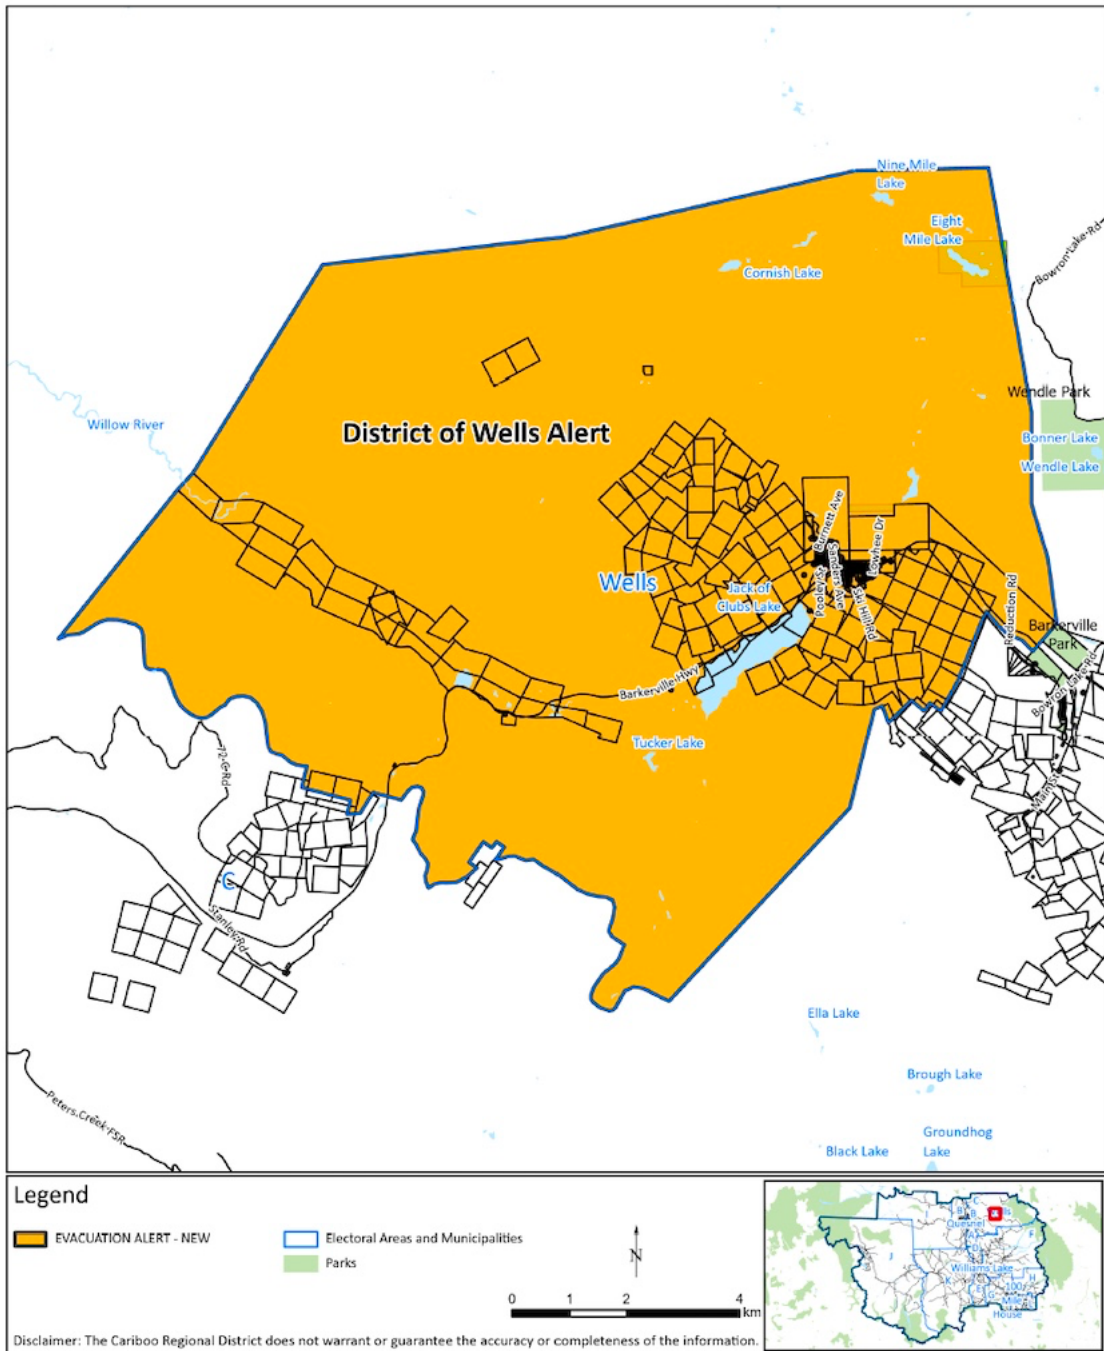 Nine Mile
Lake
Eight
Mile Lake
Cornish Lake
Bowron Lake Rd
Wendle Park
Willow River
District of Wells Alert
Bonner Lake
Wendle Lake
Burnett Ave
Sanders Ave
Lowhee Dr
Wells
Jack of
Clubs Lake
Pooley St
Ski Hill Rd
Reduction Rd
Barkerville
Park
Barkerville Hwy
Bowron Lake Rd
Tucker Lake
72 G Rd
Main St
C
Stanley Rd
Ella Lake
Brough Lake
Peters Creek FSR
Groundhog
Lake
Black Lake
Legend
EVACUATION ALERT - NEW
Electoral Areas and Municipalities
Parks
N
0 1 2 4
km
Disclaimer: The Cariboo Regional District does not warrant or guarantee the accuracy or completeness of the information.
C
I
B
B
Quesnel
A
F
D
J
Williams Lake
K
E
H
100
G
Mile
House